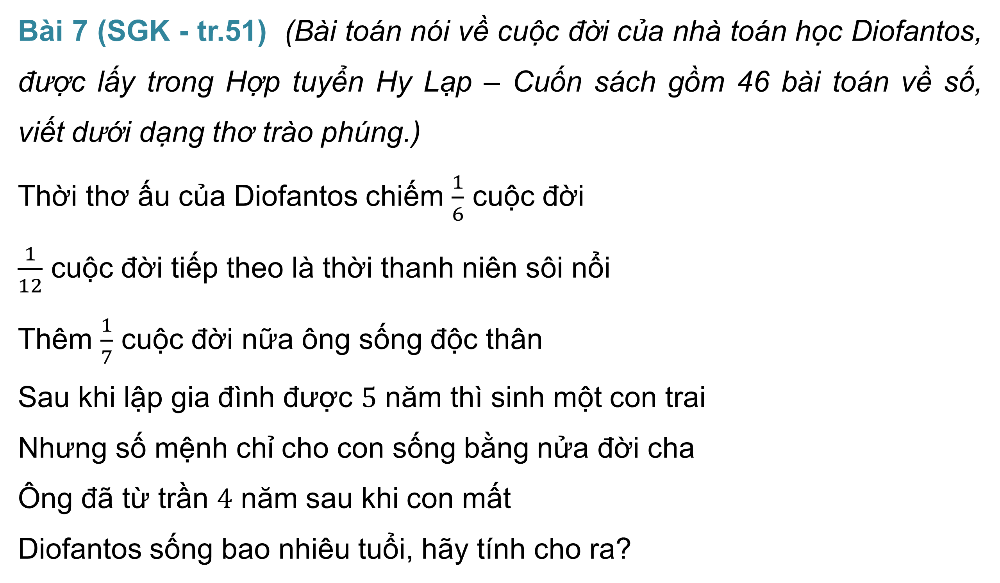 Bài 7 (SGK - tr.51) (Bài toán nói về cuộc đời của nhà toán học Diofantos,
được lấy trong Hợp tuyển Hy Lạp – Cuốn sách gồm 46 bài toán về số,
viết dưới dạng thơ trào phúng.)
Thời thơ ấu của Diofantos chiếm 1/6 cuộc đời
1/12 cuộc đời tiếp theo là thời thanh niên sôi nổi
Thêm 1/7 cuộc đời nữa ông sống độc thân
Sau khi lập gia đình được 5 năm thì sinh một con trai
Nhưng số mệnh chỉ cho con sống bằng nửa đời cha
Ông đã từ trần 4 năm sau khi con mất
Diofantos sống bao nhiêu tuổi, hãy tính cho ra?